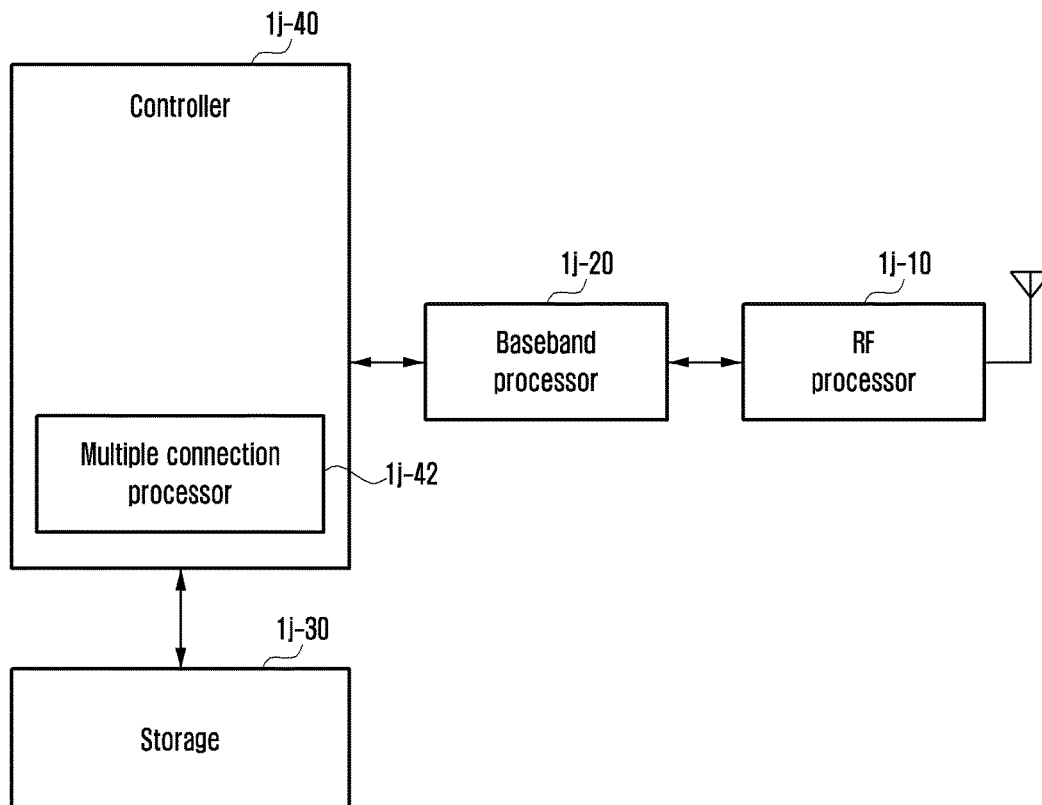 1j-40
Controller
1j-20
1j-10
Baseband
processor
RF
processor
Multiple connection
processor
1j-42
1j-30
Storage